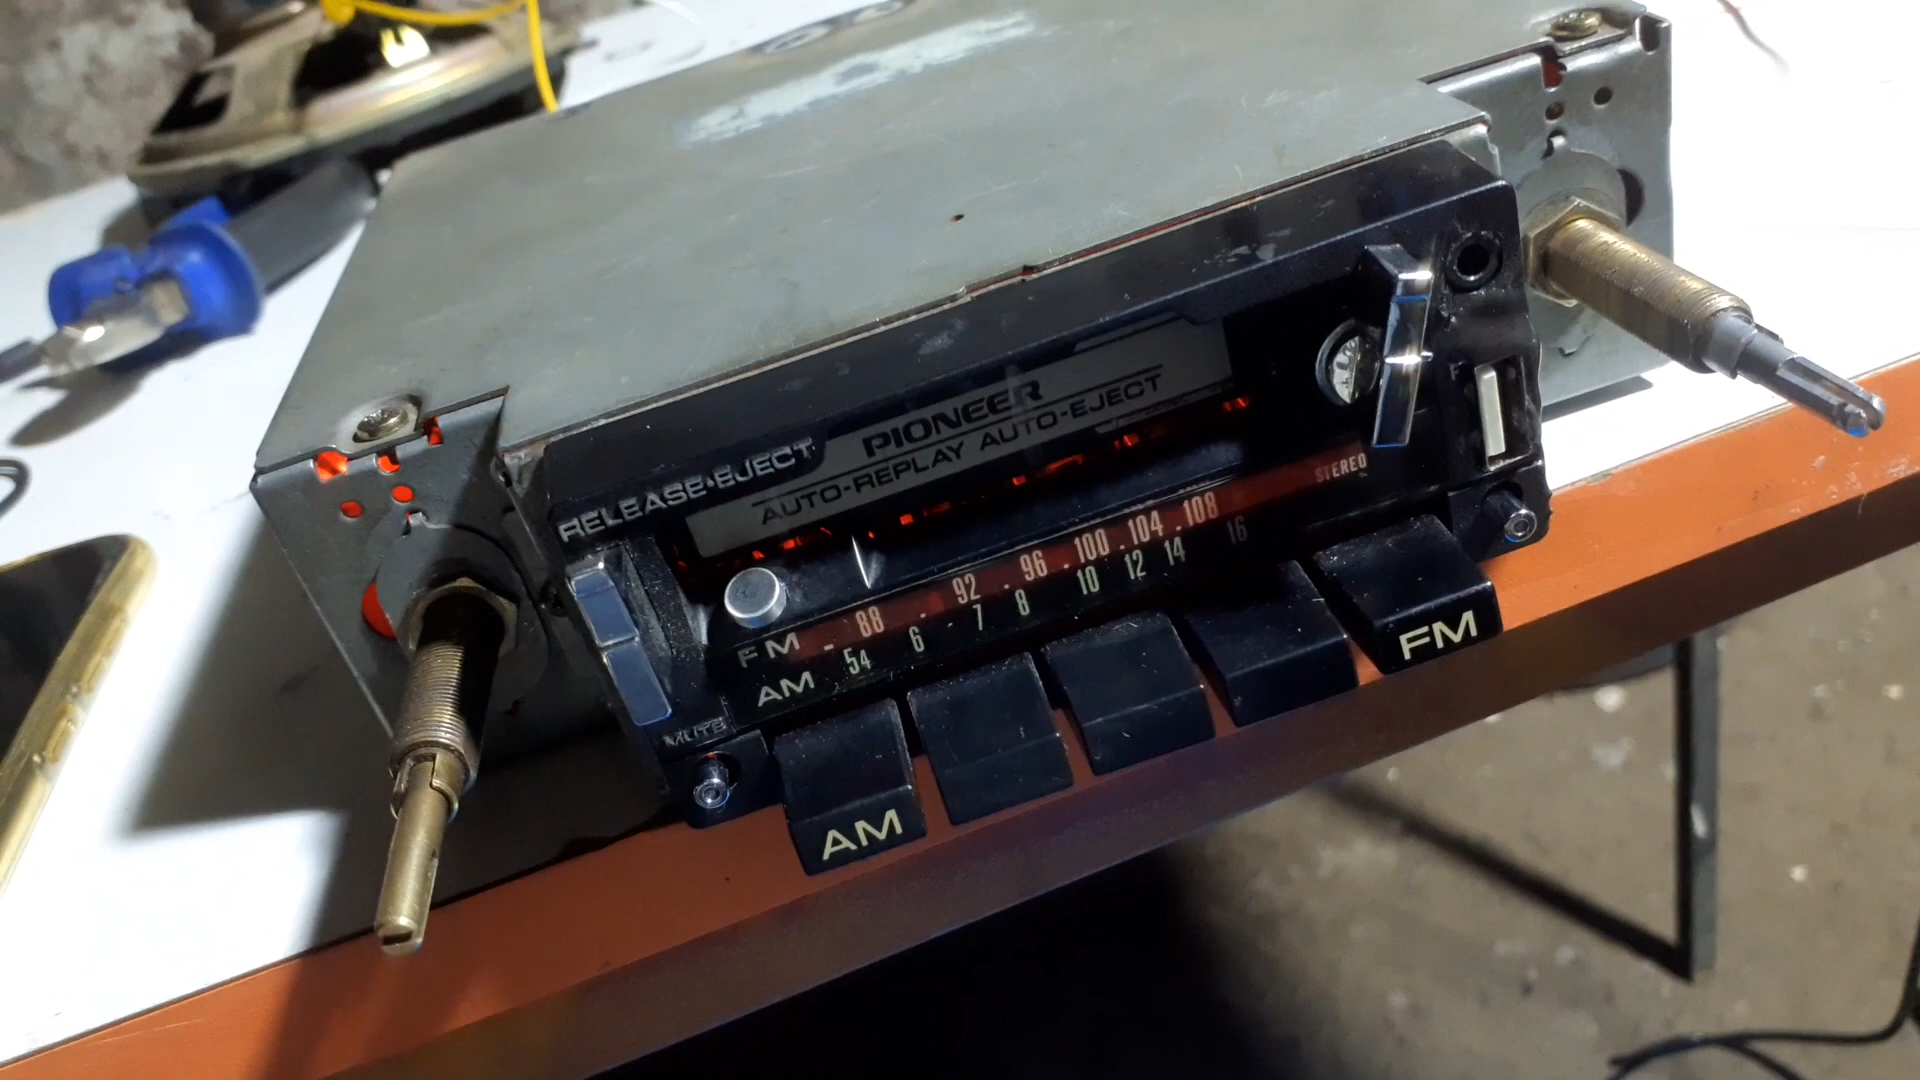 PIONEER
RELEASE•EJECT
AUTO-REPLAY AUTO-EJECT
STEREO
FM - 88 . 92 . 96 . 100 . 104 . 108
AM 54 6 · 7 8 10 12 14 16
MUTE
F
AM
FM